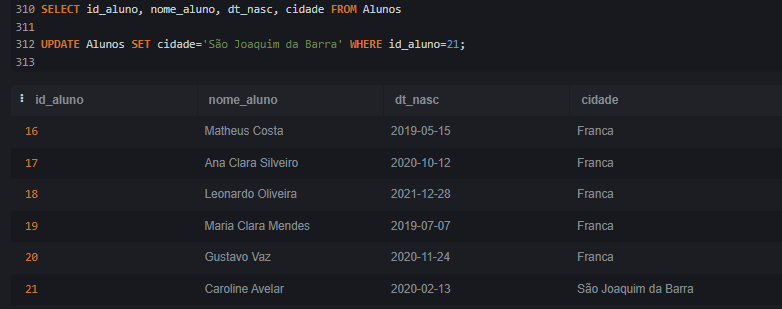 310 SELECT id_aluno, nome_aluno, dt_nasc, cidade FROM Alunos
311
312 UPDATE Alunos SET cidade='São Joaquim da Barra' WHERE id_aluno=21;
313
id_aluno nome_aluno dt_nasc cidade
16 Matheus Costa 2019-05-15 Franca
17 Ana Clara Silveiro 2020-10-12 Franca
18 Leonardo Oliveira 2021-12-28 Franca
19 Maria Clara Mendes 2019-07-07 Franca
20 Gustavo Vaz 2020-11-24 Franca
21 Caroline Avelar 2020-02-13 São Joaquim da Barra